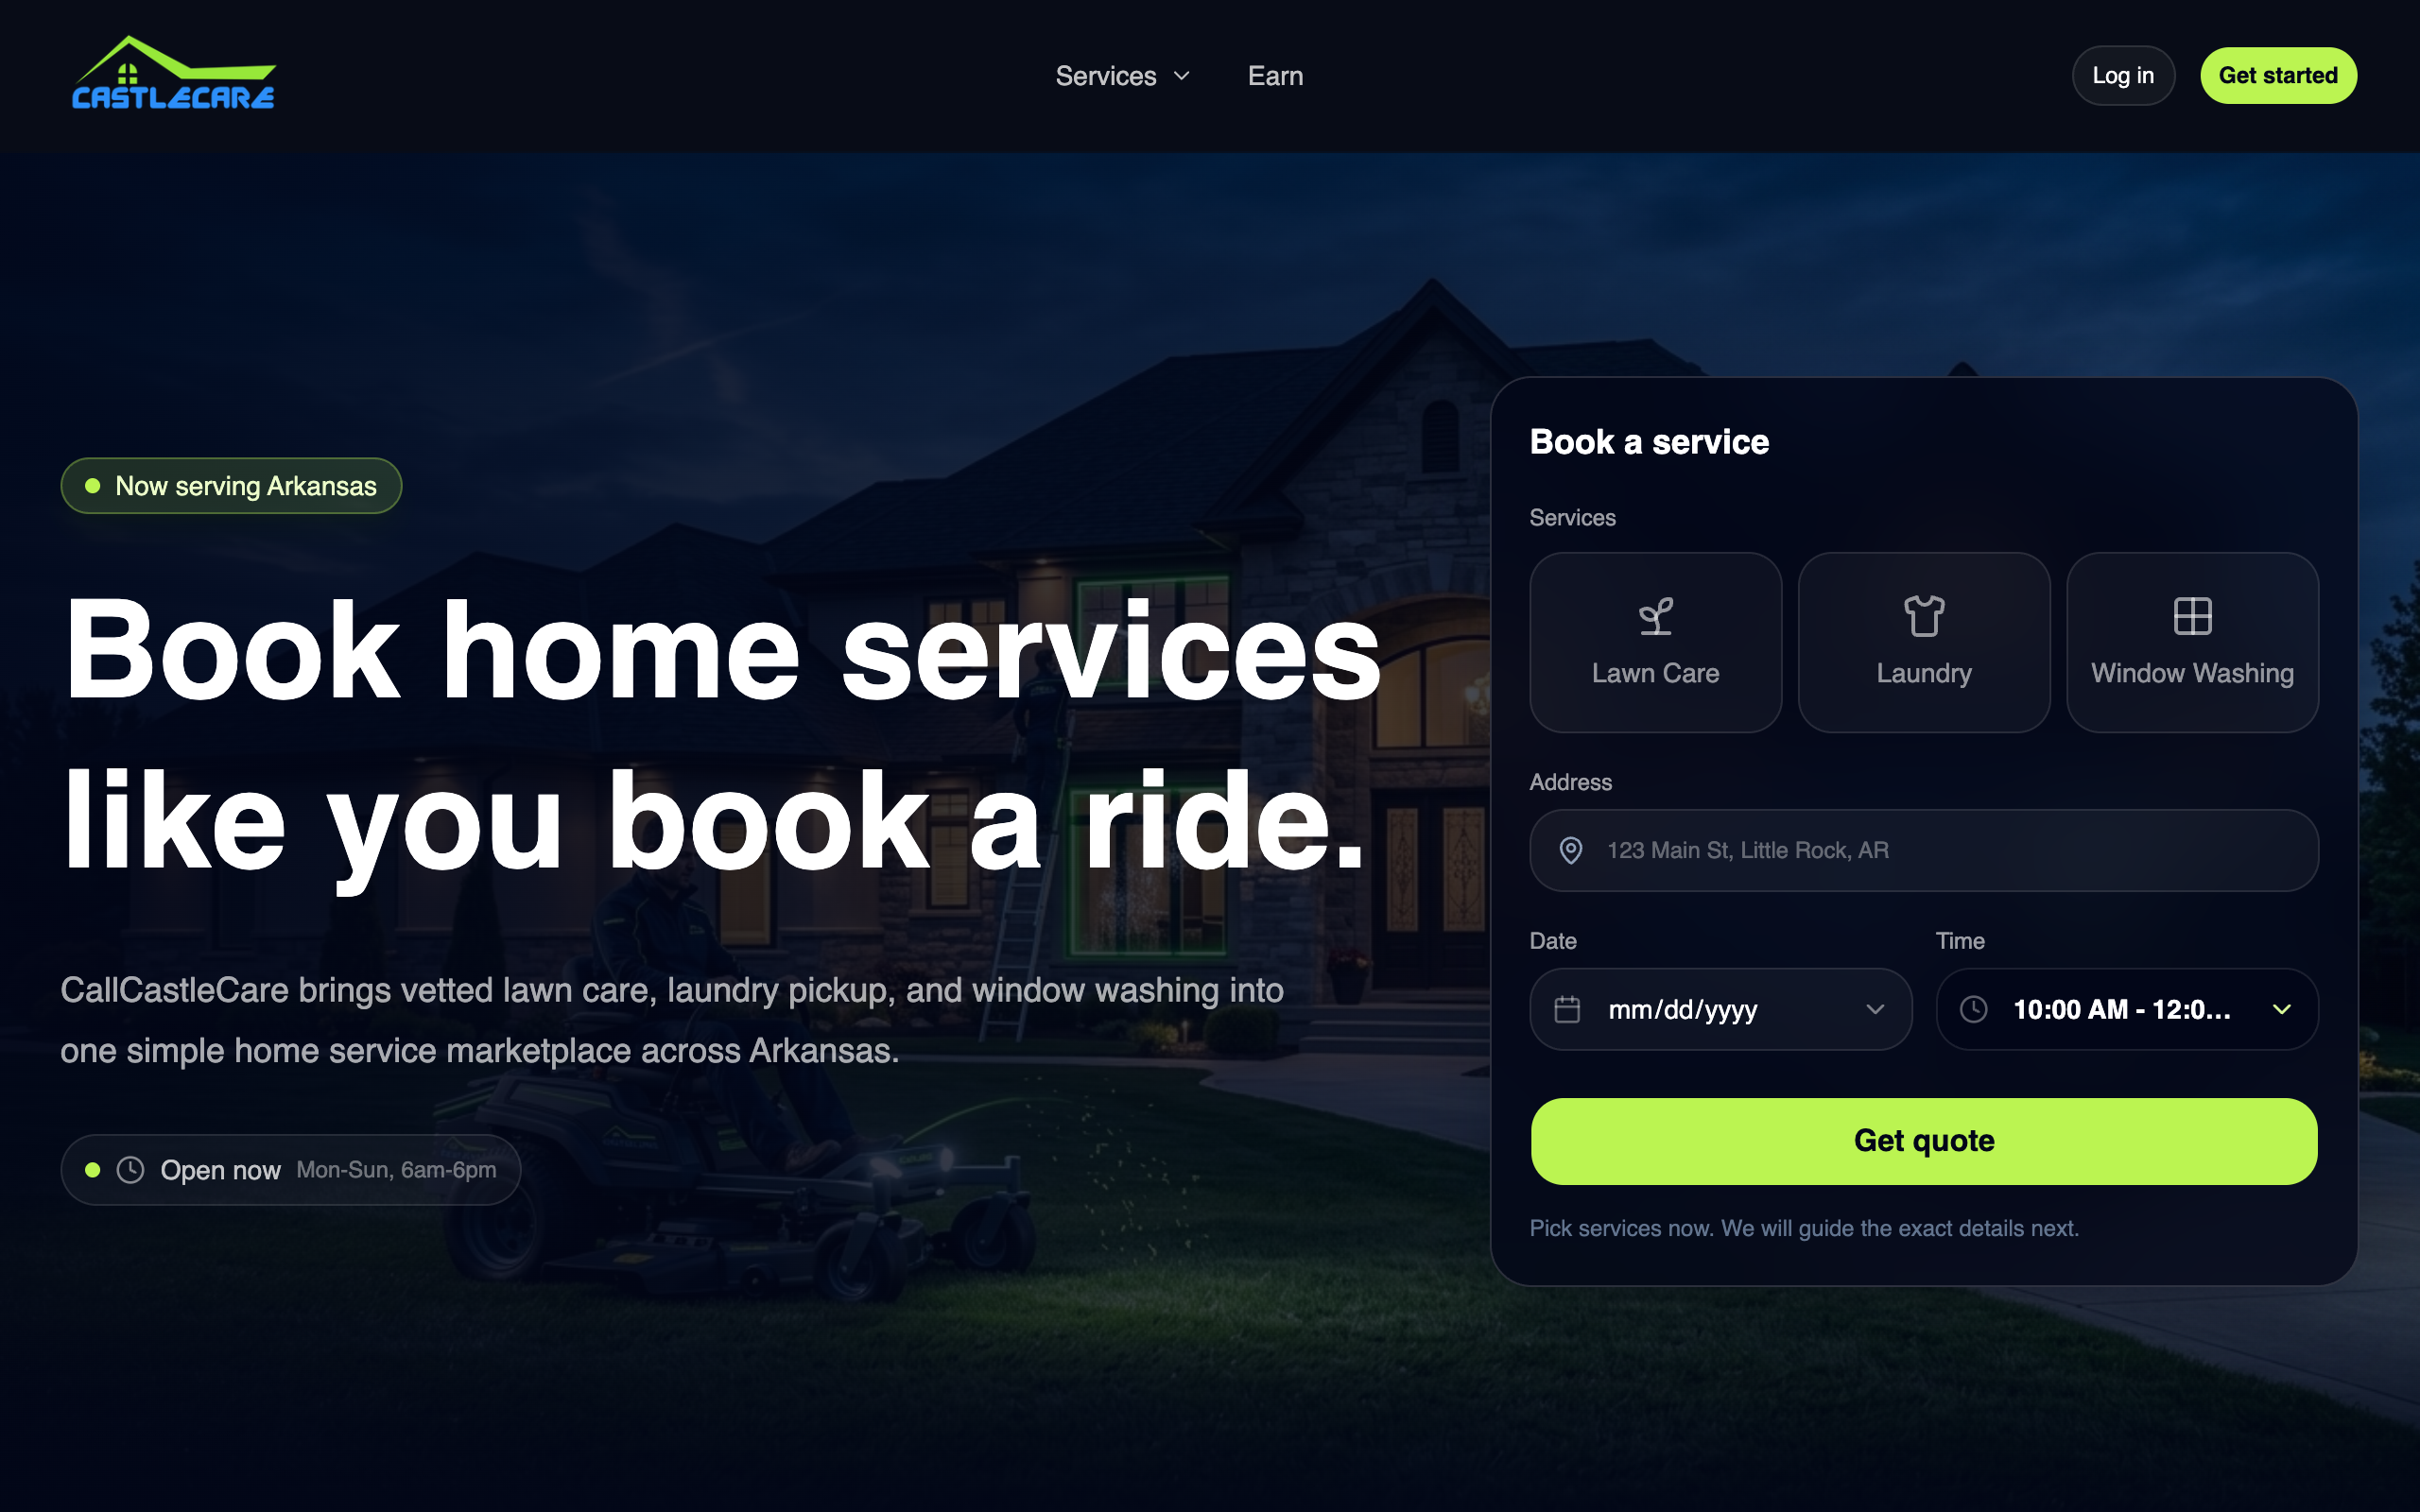 CASTLECARE
Services
Earn
Log in
Get started
Now serving Arkansas
Book home services
like you book a ride.
CallCastleCare brings vetted lawn care, laundry pickup, and window washing into
one simple home service marketplace across Arkansas.
Open now Mon-Sun, 6am-6pm
Book a service
Services
Lawn Care
Laundry
Window Washing
Address
123 Main St, Little Rock, AR
Date
Time
mm/dd/yyyy
10:00 AM - 12:0...
Get quote
Pick services now. We will guide the exact details next.